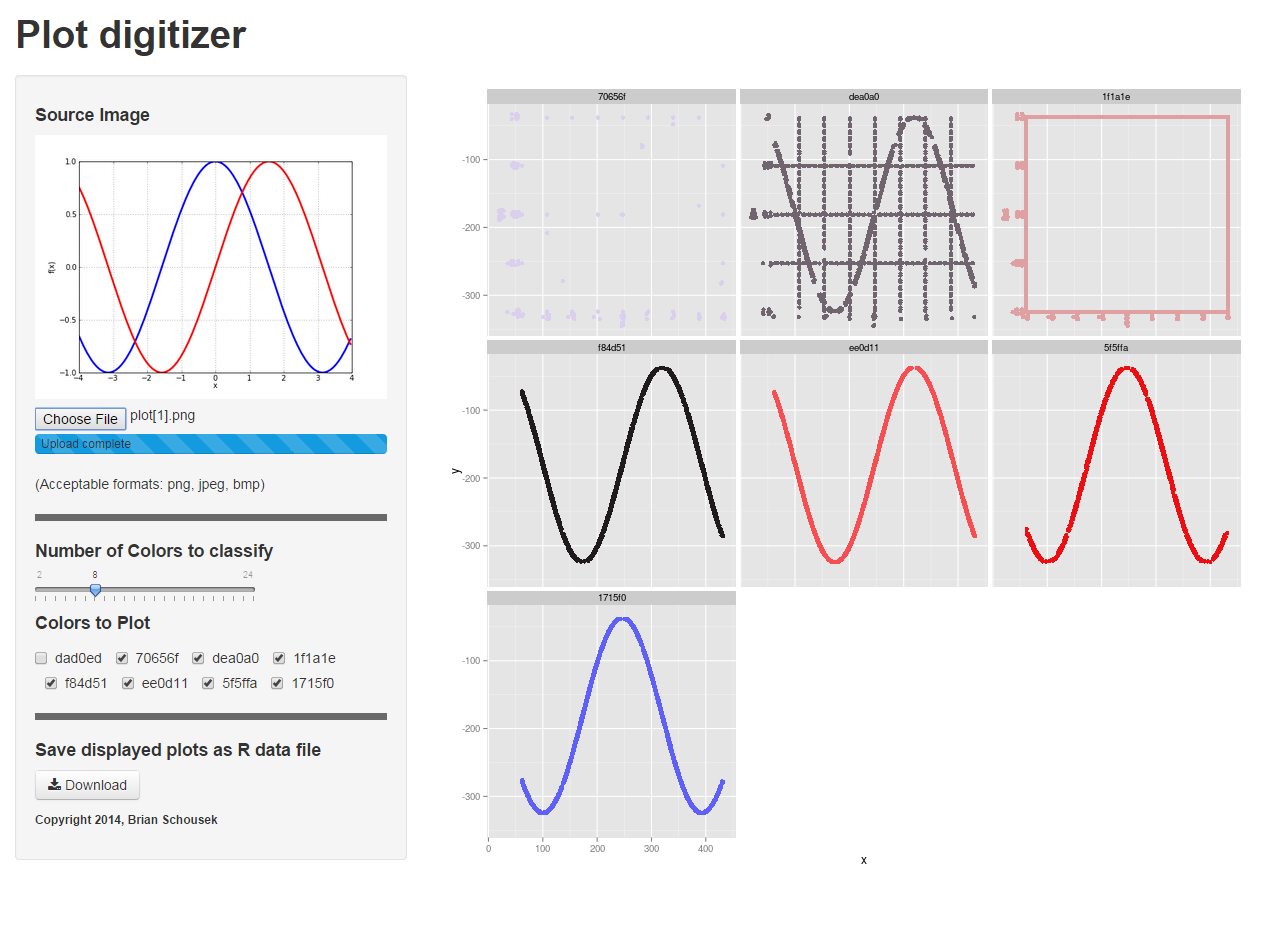 Plot digitizer
Source Image
1.0
0.5
0.0
−0.5
−1.0
f(x)
−4 −3 −2 −1 0 1 2 3 4
x
Choose File plot[1].png
Upload complete
(Acceptable formats: png, jpeg, bmp)
Number of Colors to classify
2 8 24
Colors to Plot
dad0ed 70656f dea0a0 1f1a1e
f84d51 ee0d11 5f5ffa 1715f0
Save displayed plots as R data file
Download
Copyright 2014, Brian Schousek
70656f dea0a0 1f1a1e
-100
-200
-300
f84d51 ee0d11 5f5ffa
-100
y
-200
-300
1715f0
-100
-200
-300
0 100 200 300 400
x